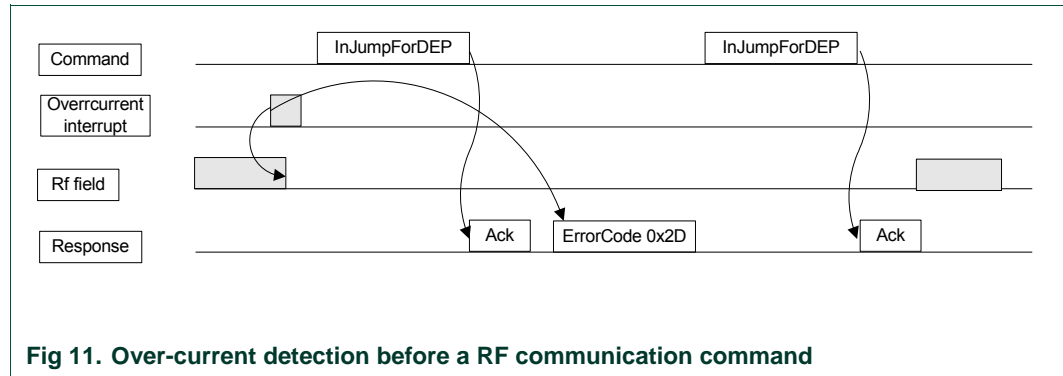 InJumpForDEP
InJumpForDEP
Command
Overrcurrent
interrupt
Rf field
Ack
ErrorCode 0x2D
Ack
Response
Fig 11. Over-current detection before a RF communication command